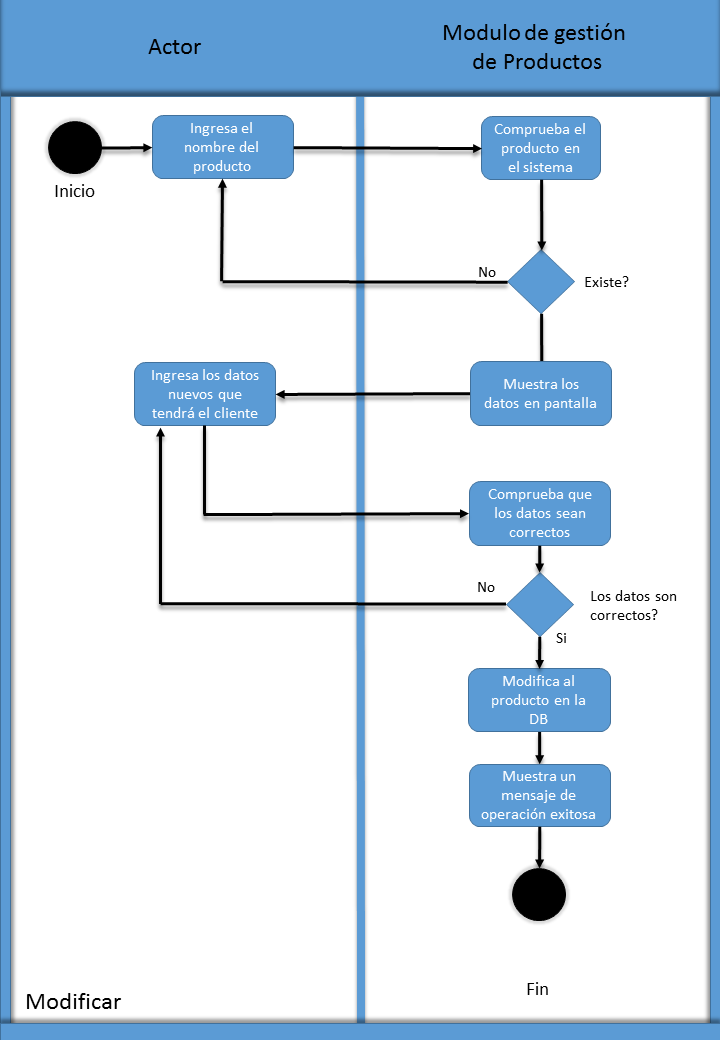 Actor
Modulo de gestión
de Productos
Ingresa el
nombre del
producto
Comprueba el
producto en
el sistema
Inicio
No
Existe?
Ingresa los datos
nuevos que
tendrá el cliente
Muestra los
datos en pantalla
Comprueba que
los datos sean
correctos
No
Los datos son
correctos?
Si
Modifica al
producto en la
DB
Muestra un
mensaje de
operación exitosa
Fin
Modificar